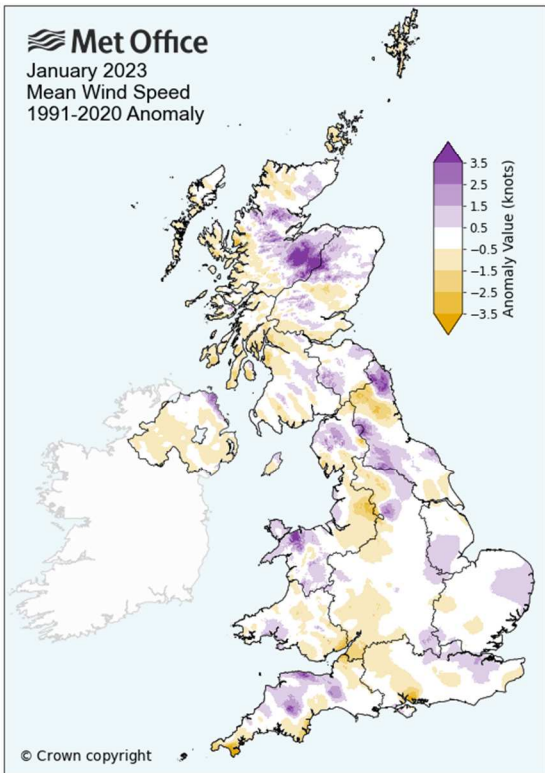 Met Office
January 2023
Mean Wind Speed
1991-2020 Anomaly
3.5
2.5
1.5
0.5
−0.5
−1.5
−2.5
−3.5
Anomaly Value (knots)
© Crown copyright